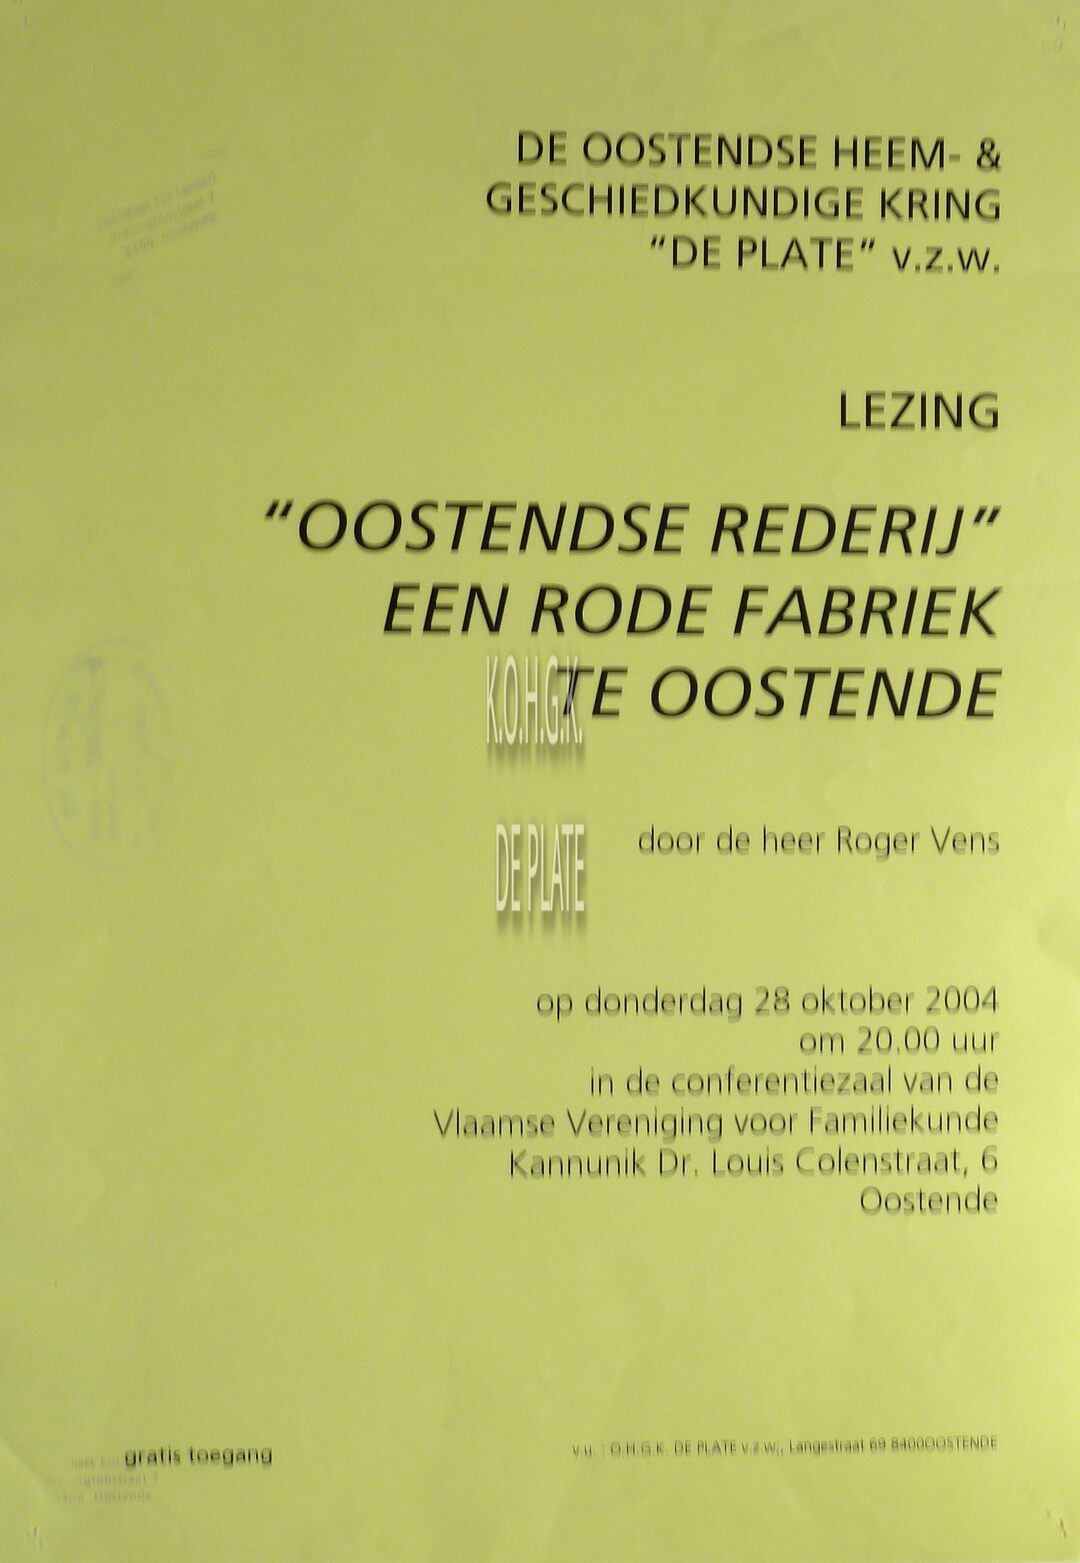 DE OOSTENDSE HEEM- &
GESCHIEDKUNDIGE KRING
"DE PLATE" v.z.w.
LEZING
"OOSTENDSE REDERIJ"
EEN RODE FABRIEK
TE OOSTENDE
K.O.H.G.K.
DE PLATE
door de heer Roger Vens
op donderdag 28 oktober 2004
om 20.00 uur
in de conferentiezaal van de
Vlaamse Vereniging voor Familiekunde
Kannunik Dr. Louis Colenstraat, 6
Oostende
gratis toegang
v.u. : O.H.G.K. DE PLATE v.z.w., Langestraat 69 8400OOSTENDE